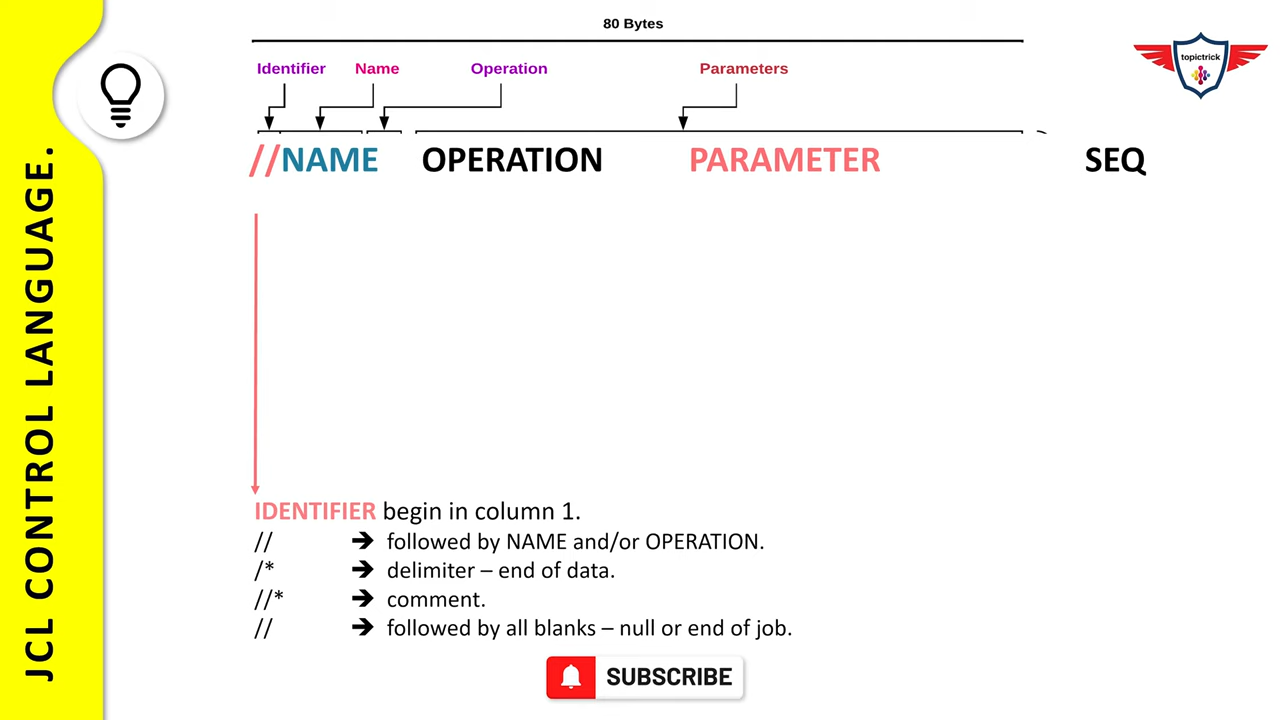 80 Bytes
Identifier Name Operation Parameters
topictrick
//NAME OPERATION PARAMETER SEQ
JCL CONTROL LANGUAGE.
IDENTIFIER begin in column 1.
// ➔ followed by NAME and/or OPERATION.
/* ➔ delimiter – end of data.
//* ➔ comment.
// ➔ followed by all blanks – null or end of job.
SUBSCRIBE